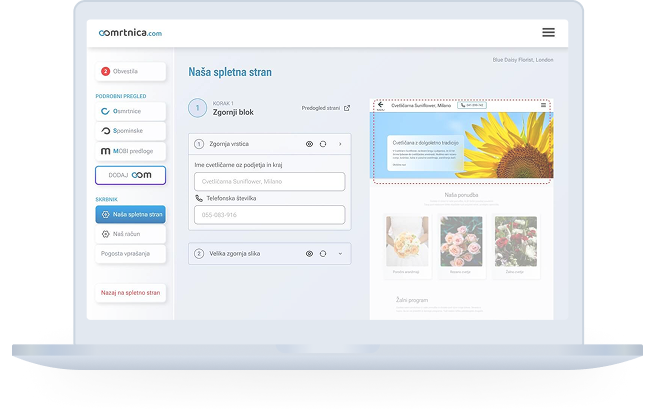 osmrtnica.com
Blue Daisy Florist, London
2 Obvestila
PODROBNI PREGLED
Osmrtnice
Spominske
MOBI predloge
DODAJ OOM
SKRBNIK
Naša spletna stran
Naš račun
Pogosta vprašanja
Nazaj na spletno stran
Naša spletna stran
1
KORAK 1
Zgornji blok
Predogled strani
1 Zgornja vrstica
Ime cvetličarne oz podjetja in kraj
Cvetličarna Sunflower, Milano
Telefonska številka
055-083-916
2 Velika zgornja slika
Cvetličarna Sunflower, Milano
Cvetličarna z dolgoletno tradicijo
Naša ponudba
Žalni program